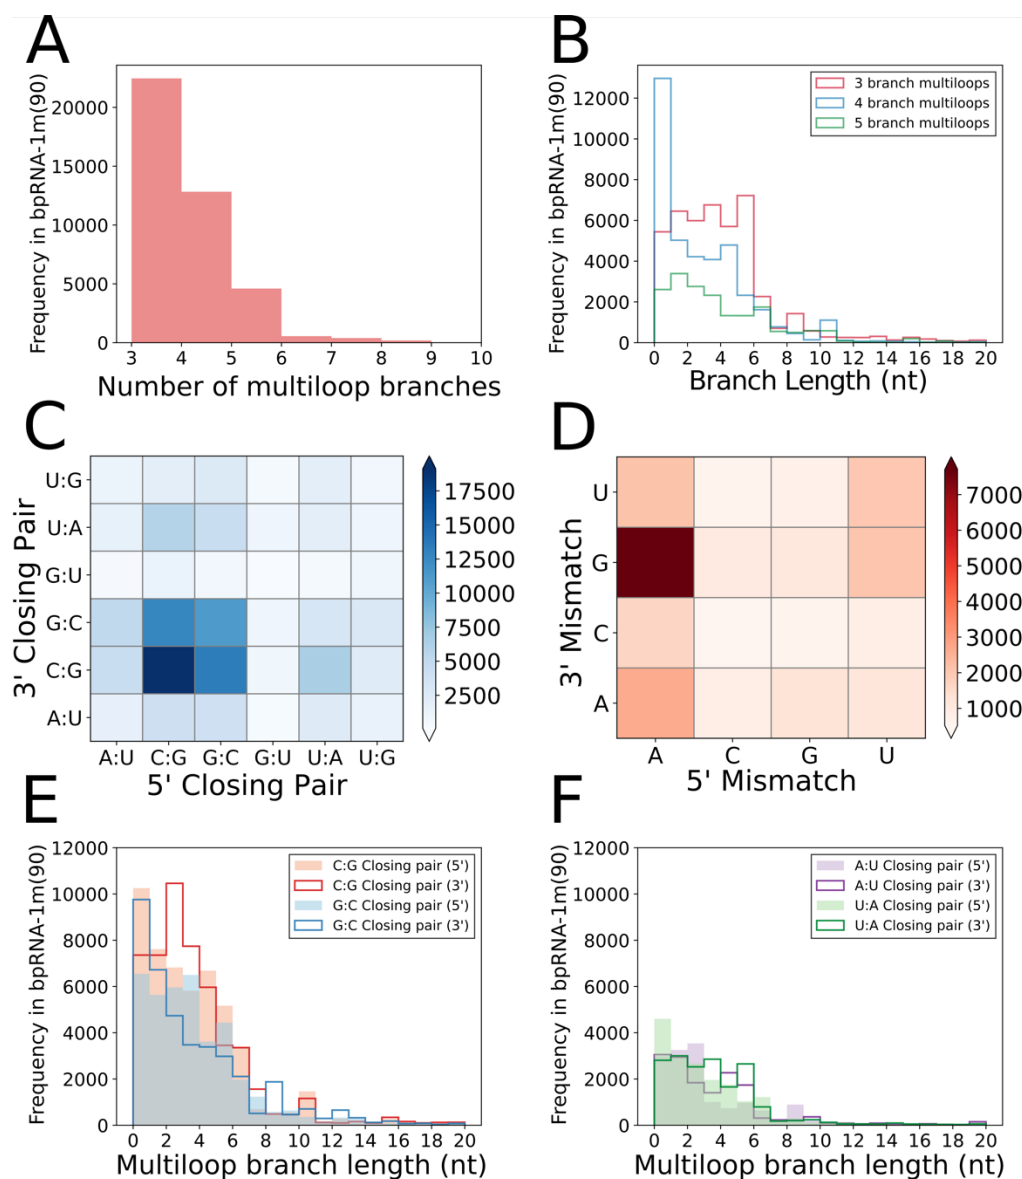 A
Frequency in bpRNA-1m(90)
20000
15000
10000
5000
0
3 4 5 6 7 8 9 10
Number of multiloop branches
B
Frequency in bpRNA-1m(90)
12000
10000
8000
6000
4000
2000
0
3 branch multiloops
4 branch multiloops
5 branch multiloops
0 2 4 6 8 10 12 14 16 18 20
Branch Length (nt)
C
3' Closing Pair
U:G
U:A
G:U
G:C
C:G
A:U
A:U C:G G:C G:U U:A U:G
5' Closing Pair
17500
15000
12500
10000
7500
5000
2500
D
3' Mismatch
U
G
C
A
A C G U
5' Mismatch
7000
6000
5000
4000
3000
2000
1000
E
Frequency in bpRNA-1m(90)
12000
10000
8000
6000
4000
2000
0
C:G Closing pair (5')
C:G Closing pair (3')
G:C Closing pair (5')
G:C Closing pair (3')
0 2 4 6 8 10 12 14 16 18 20
Multiloop branch length (nt)
F
Frequency in bpRNA-1m(90)
12000
10000
8000
6000
4000
2000
0
A:U Closing pair (5')
A:U Closing pair (3')
U:A Closing pair (5')
U:A Closing pair (3')
0 2 4 6 8 10 12 14 16 18 20
Multiloop branch length (nt)